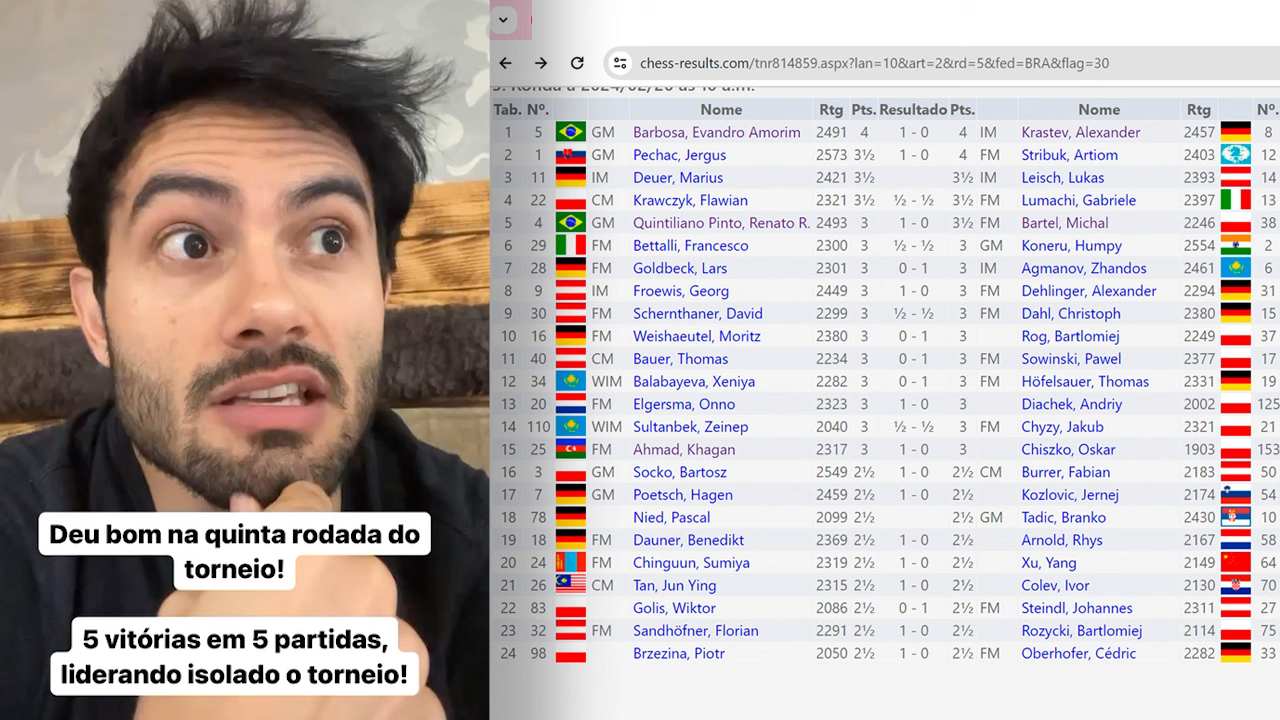 Deu bom na quinta rodada do
torneio!
5 vitórias em 5 partidas,
liderando isolado o torneio!
chess-results.com/tnr814859.aspx?lan=10&art=2&rd=5&fed=BRA&flag=30
Tab. Nº. Nome Rtg Pts. Resultado Pts. Nome Rtg Nº.
1 5 GM Barbosa, Evandro Amorim 2491 4 1 - 0 4 IM Krastev, Alexander 2457 8
2 1 GM Pechac, Jergus 2573 3½ 1 - 0 4 FM Stribuk, Artiom 2403 12
3 11 IM Deuer, Marius 2421 3½ 3½ IM Leisch, Lukas 2393 14
4 22 CM Krawczyk, Flawian 2321 3½ ½ - ½ 3½ FM Lumachi, Gabriele 2397 13
5 4 GM Quintiliano Pinto, Renato R. 2493 3 1 - 0 3½ FM Bartel, Michal 2246 38
6 29 FM Bettalli, Francesco 2300 3 ½ - ½ 3 GM Koneru, Humpy 2554 2
7 28 FM Goldbeck, Lars 2301 3 0 - 1 3 IM Agmanov, Zhandos 2461 6
8 9 IM Froewis, Georg 2449 3 1 - 0 3 FM Dehlinger, Alexander 2294 31
9 30 FM Schernthaner, David 2299 3 ½ - ½ 3 FM Dahl, Christoph 2380 15
10 16 FM Weishaeutel, Moritz 2380 3 0 - 1 3 Rog, Bartlomiej 2249 37
11 40 CM Bauer, Thomas 2234 3 0 - 1 3 FM Sowinski, Pawel 2377 17
12 34 WIM Balabayeva, Xeniya 2282 3 0 - 1 3 FM Höfelsauer, Thomas 2331 19
13 20 FM Elgersma, Onno 2323 3 1 - 0 3 Diachek, Andriy 2002 125
14 110 WIM Sultanbek, Zeinep 2040 3 ½ - ½ 3 FM Chyzy, Jakub 2321 21
15 25 FM Ahmad, Khagan 2319 3 1 - 0 3 Chiszko, Oskar 1903 153
16 3 GM Socko, Bartosz 2549 2½ 1 - 0 2½ CM Burrer, Fabian 2183 50
17 7 GM Poetsch, Hagen 2459 2½ 1 - 0 2½ Kozlovic, Jernej 2174 54
18 78 Nied, Pascal 2099 2½ 2½ GM Tadic, Branko 2430 10
19 18 FM Dauner, Benedikt 2369 2½ 1 - 0 2½ Arnold, Rhys 2167 58
20 24 FM Chinguun, Sumiya 2319 2½ 1 - 0 2½ Xu, Yang 2149 64
21 26 CM Tan, Jun Ying 2315 2½ 1 - 0 2½ Colev, Ivor 2130 70
22 83 Golis, Wiktor 2086 2½ 0 - 1 2½ FM Steindl, Johannes 2311 27
23 32 FM Sandhöfner, Florian 2291 2½ 1 - 0 2½ Rozycki, Bartlomiej 2114 75
24 98 Brzezina, Piotr 2050 2½ 0 - 1 2½ FM Oberhofer, Cédric 2282 33